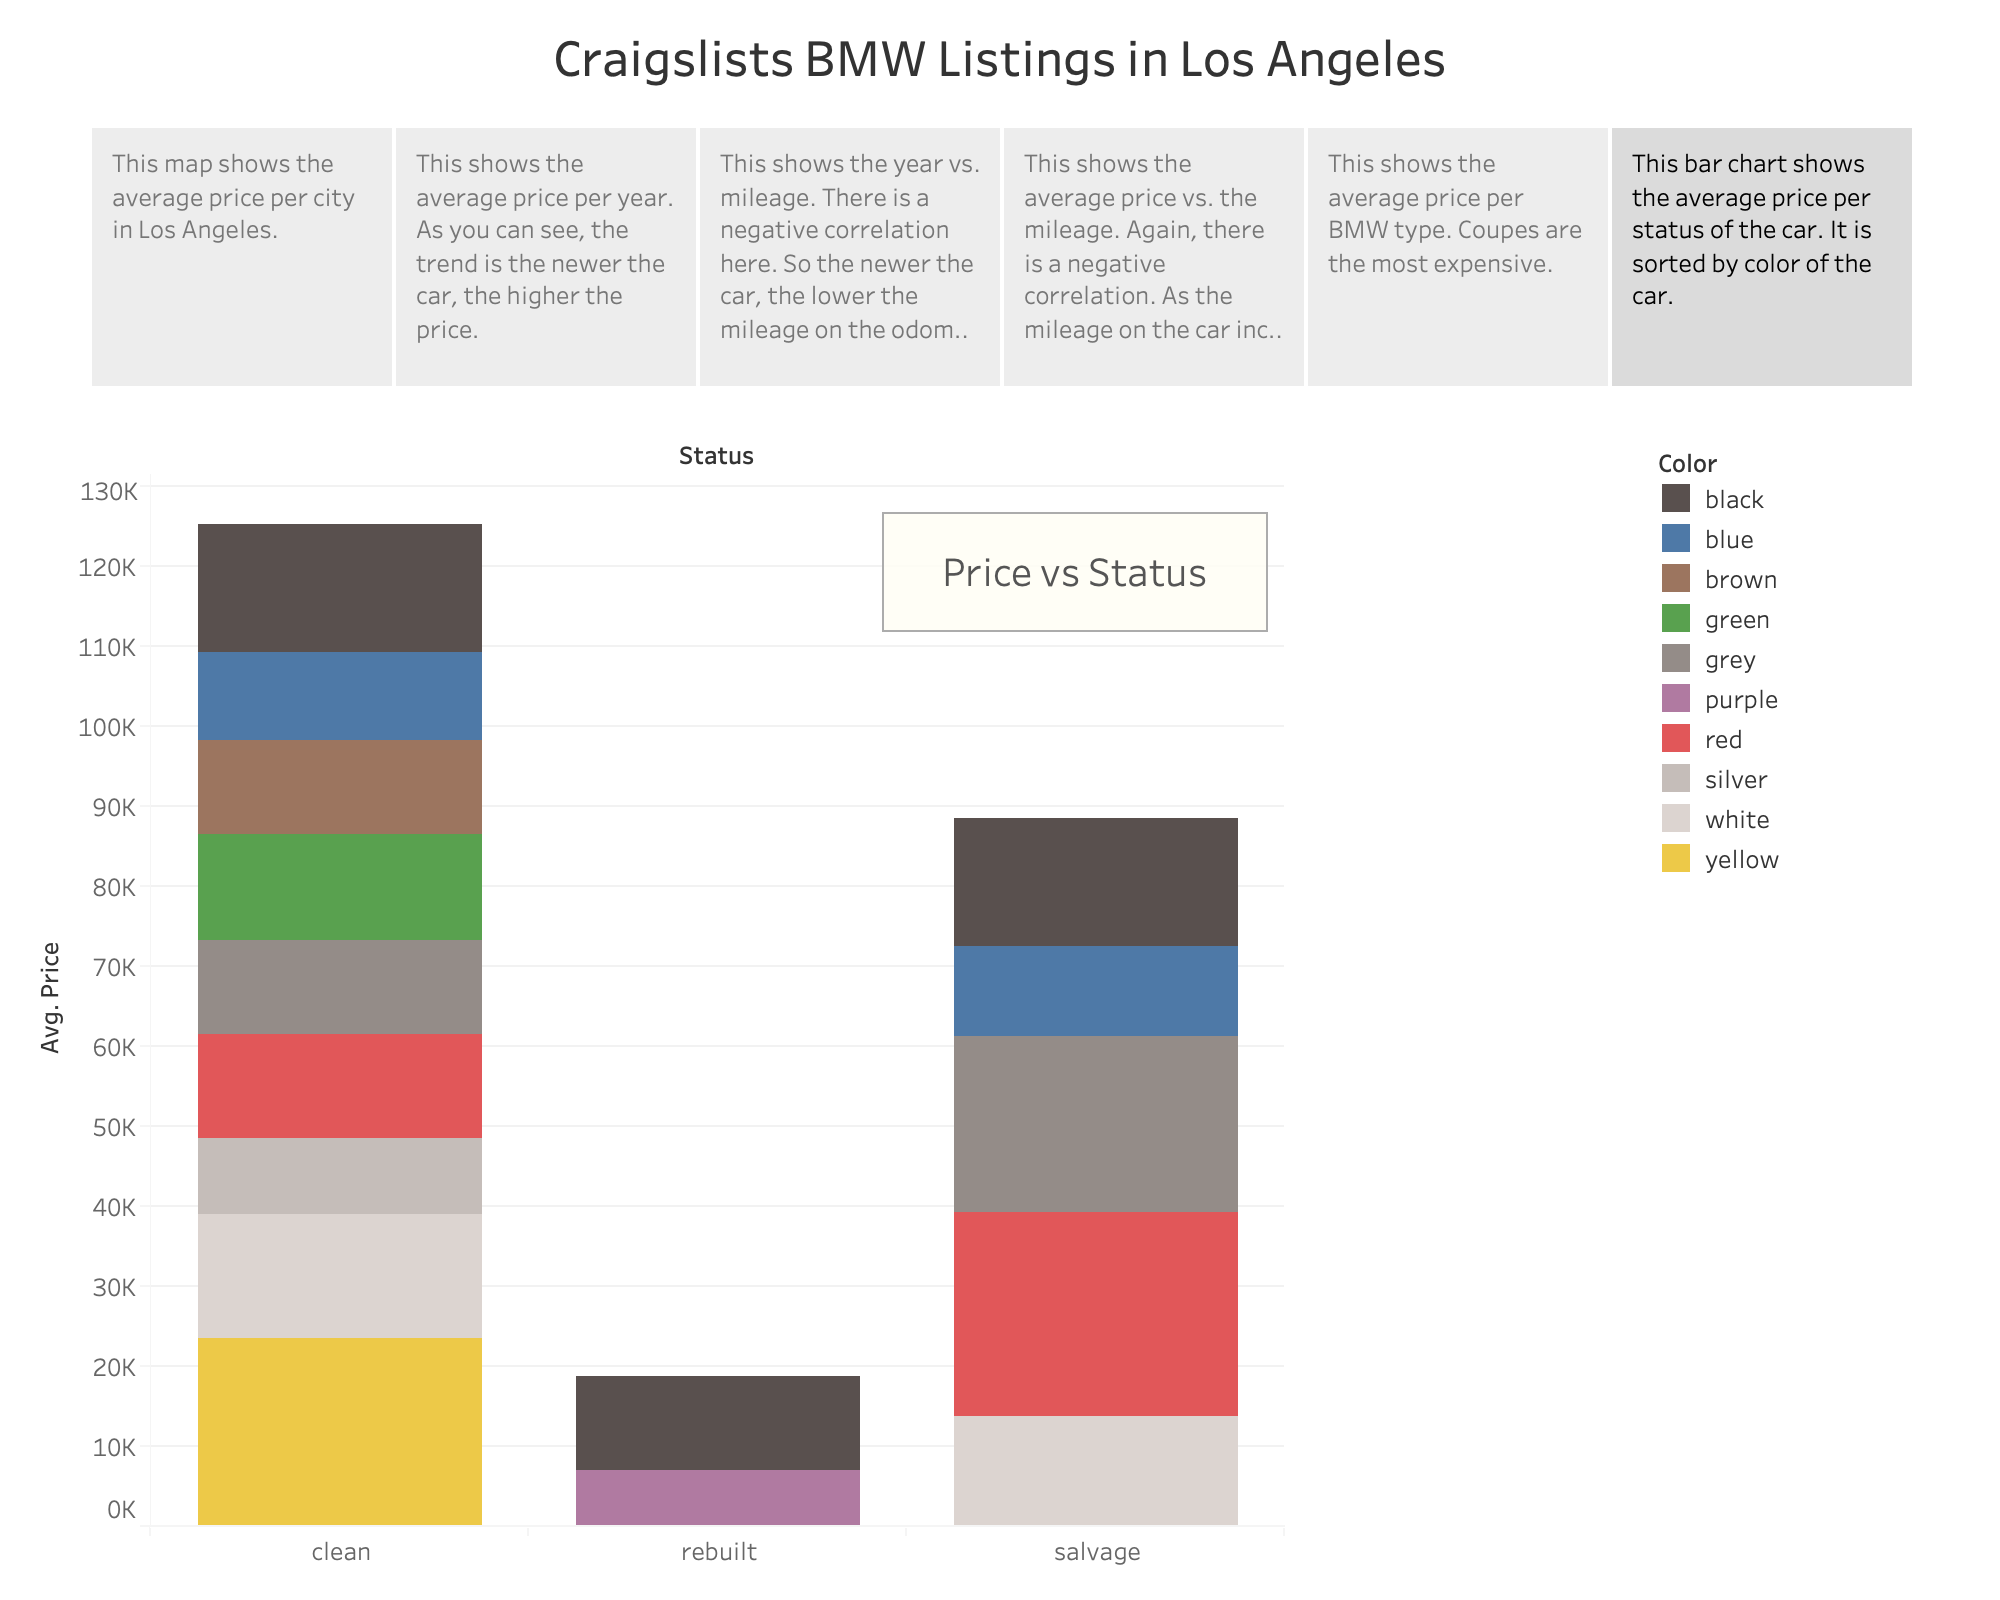 Craigslists BMW Listings in Los Angeles
This map shows the
average price per city
in Los Angeles.
This shows the
average price per year.
As you can see, the
trend is the newer the
car, the higher the
price.
This shows the year vs.
mileage. There is a
negative correlation
here. So the newer the
car, the lower the
mileage on the odom..
This shows the
average price vs. the
mileage. Again, there
is a negative
correlation. As the
mileage on the car inc..
This shows the
average price per
BMW type. Coupes are
the most expensive.
This bar chart shows
the average price per
status of the car. It is
sorted by color of the
car.
Status
130K
120K
110K
100K
90K
80K
70K
60K
50K
40K
30K
20K
10K
0K
Avg. Price
Price vs Status
clean
rebuilt
salvage
Color
black
blue
brown
green
grey
purple
red
silver
white
yellow